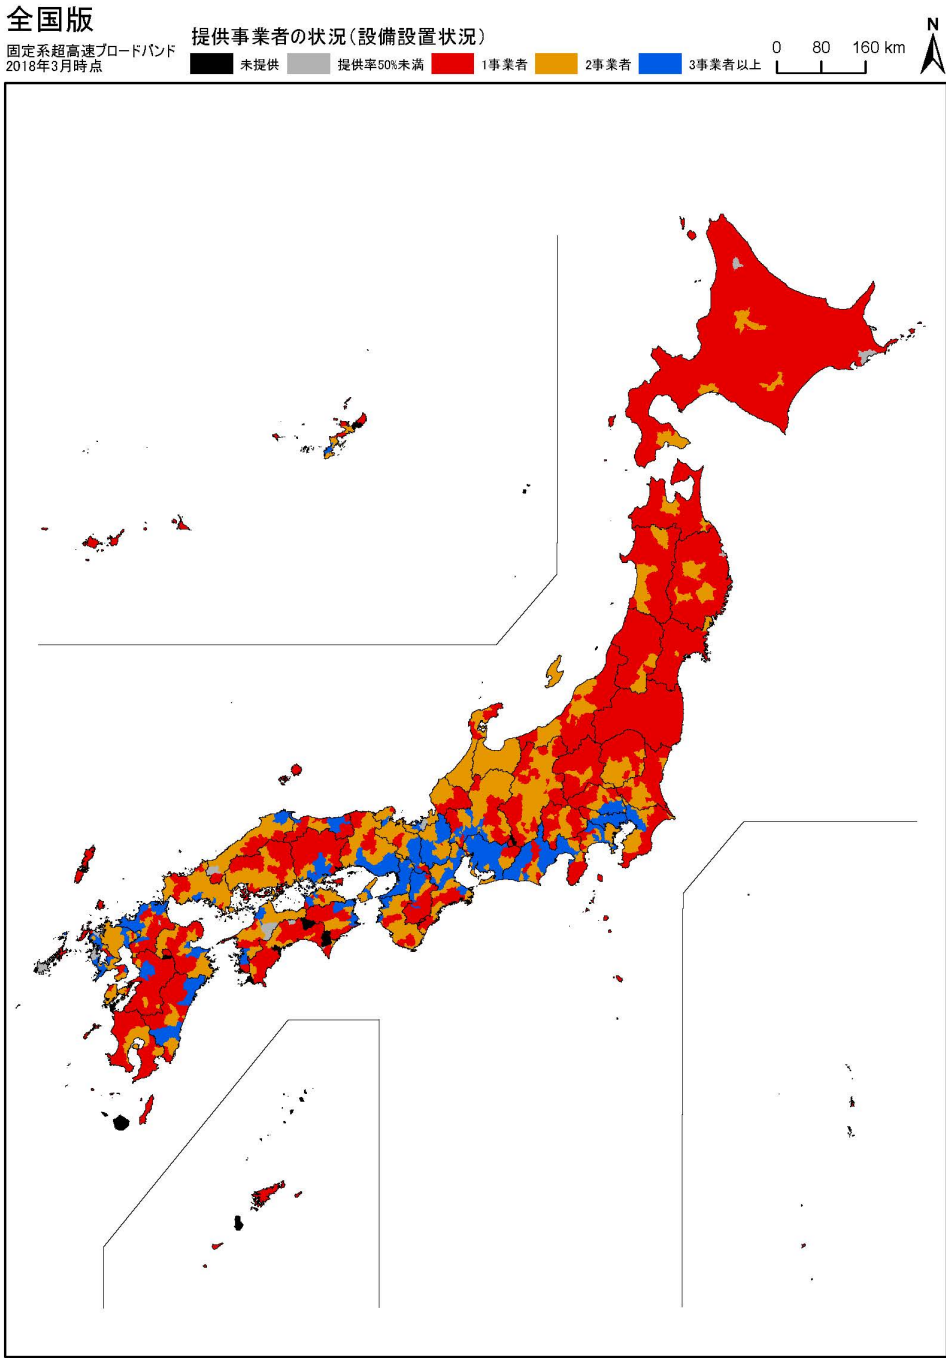 全国版
固定系超高速ブロードバンド
2018年3月時点
提供事業者の状況(設備設置状況)
未提供 提供率50%未満 1事業者 2事業者 3事業者以上
0 80 160 km
N